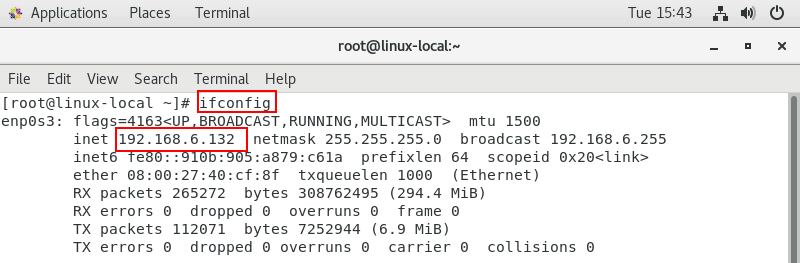 Applications Places Terminal Tue 15:43
root@linux-local:~
File Edit View Search Terminal Help
[root@linux-local ~]# ifconfig
enp0s3: flags=4163<UP,BROADCAST,RUNNING,MULTICAST>  mtu 1500
        inet 192.168.6.132  netmask 255.255.255.0  broadcast 192.168.6.255
        inet6 fe80::910b:905:a879:c61a  prefixlen 64  scopeid 0x20<link>
        ether 08:00:27:40:cf:8f  txqueuelen 1000  (Ethernet)
        RX packets 265272  bytes 308762495 (294.4 MiB)
        RX errors 0  dropped 0  overruns 0  frame 0
        TX packets 112071  bytes 7252944 (6.9 MiB)
        TX errors 0  dropped 0 overruns 0  carrier 0  collisions 0